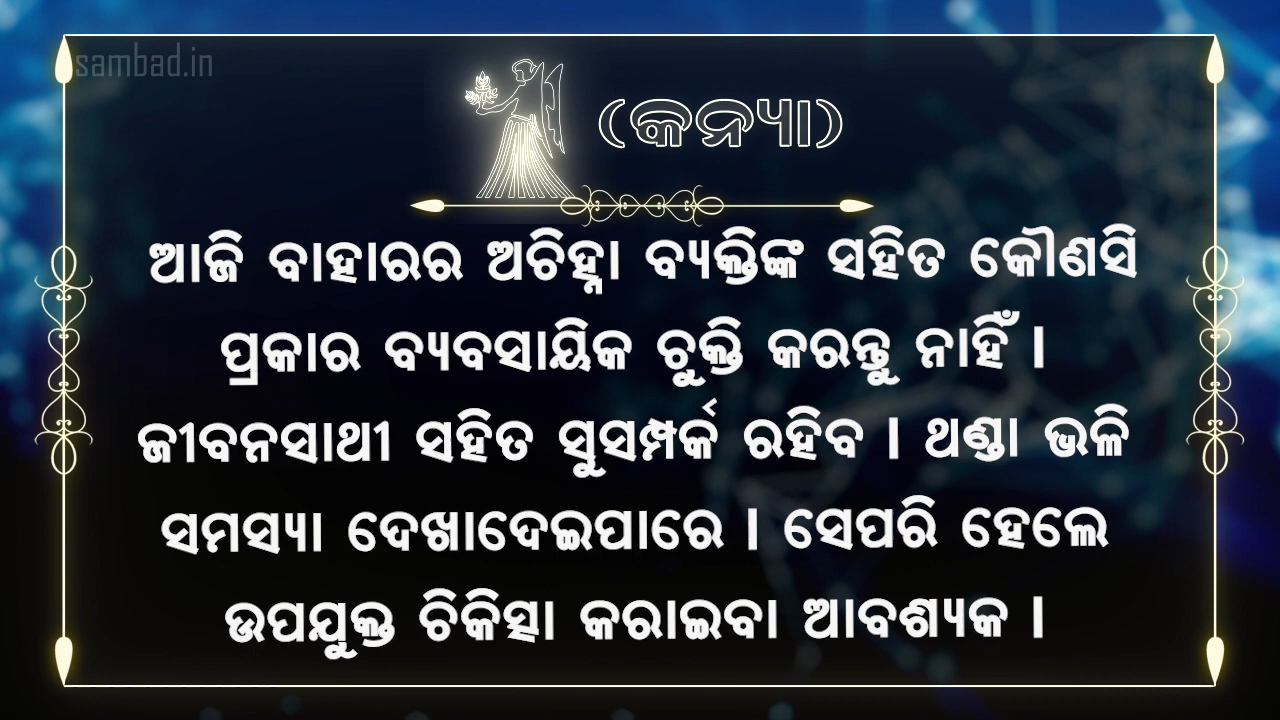 sambad.in
(କନ୍ୟା)
ଆଜି ବାହାରର ଅଚିହ୍ନା ବ୍ୟକ୍ତିଙ୍କ ସହିତ କୌଣସି
ପ୍ରକାର ବ୍ୟବସାୟିକ ଚୁକ୍ତି କରନ୍ତୁ ନାହିଁ ।
ଜୀବନସାଥୀ ସହିତ ସୁସମ୍ପର୍କ ରହିବ । ଥଣ୍ଡା ଭଳି
ସମସ୍ୟା ଦେଖାଦେଇପାରେ । ସେପରି ହେଲେ
ଉପଯୁକ୍ତ ଚିକିତ୍ସା କରାଇବା ଆବଶ୍ୟକ ।